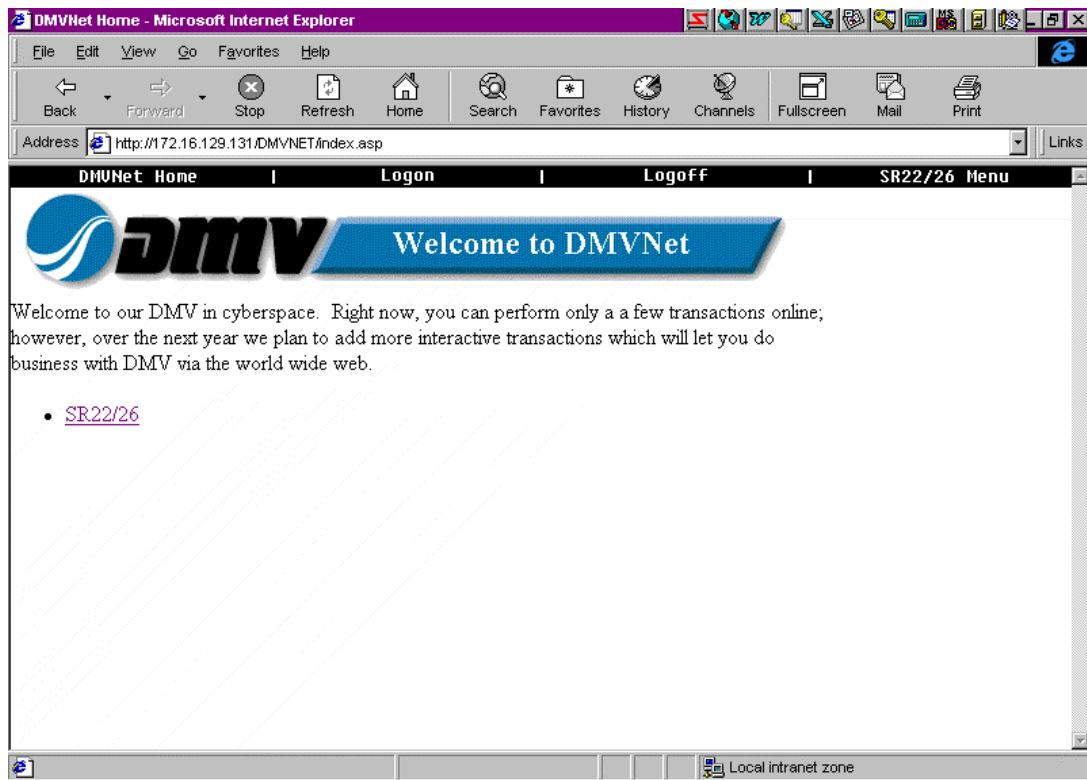 DMVNet Home - Microsoft Internet Explorer
File Edit View Go Favorites Help
Back Forward Stop Refresh Home Search Favorites History Channels Fullscreen Mail Print
Address http://172.16.129.131/DMVNET/index.asp Links
DMVNet Home | Logon | Logoff | SR22/26 Menu
DMV Welcome to DMVNet
Welcome to our DMV in cyberspace. Right now, you can perform only a a few transactions online;
however, over the next year we plan to add more interactive transactions which will let you do
business with DMV via the world wide web.
• SR22/26
Local intranet zone